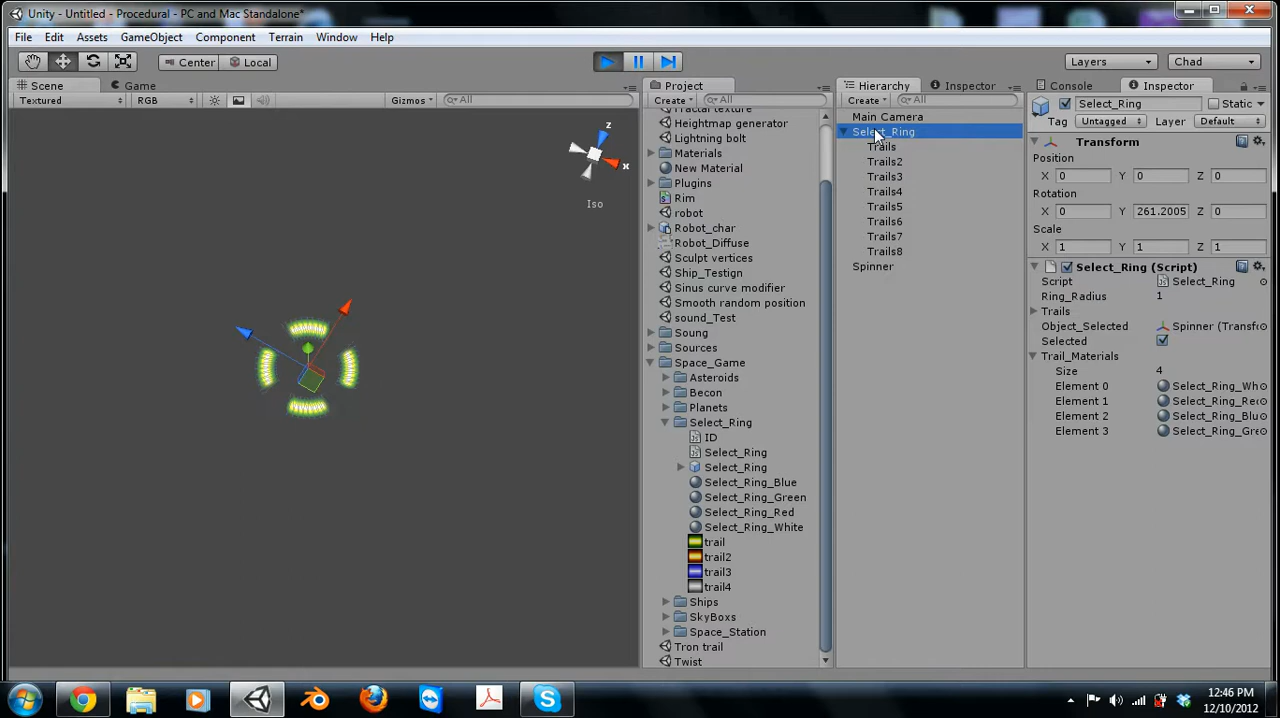 Unity - Untitled - Procedural - PC and Mac Standalone*
File Edit Assets GameObject Component Terrain Window Help
Center Local Layers Chad
Scene Game Project Hierarchy Inspector Console Inspector
Textured RGB Gizmos All Create All Create All
Select_Ring Static
Tag Untagged Layer Default
Transform
Position
X 0 Y 0 Z 0
Rotation
X 0 Y 261.2005 Z 0
Scale
X 1 Y 1 Z 1
Select_Ring (Script)
Script Select_Ring
Ring_Radius 1
Trails
Object_Selected Spinner (Transfo
Selected
Trail_Materials
Size 4
Element 0 Select_Ring_Wh
Element 1 Select_Ring_Rec
Element 2 Select_Ring_Blu
Element 3 Select_Ring_Gre
Main Camera
Select_Ring
Trails
Trails2
Trails3
Trails4
Trails5
Trails6
Trails7
Trails8
Spinner
Fractal texture
Heightmap generator
Lightning bolt
Materials
New Material
Plugins
Rim
robot
Robot_char
Robot_Diffuse
Sculpt vertices
Ship_Testign
Sinus curve modifier
Smooth random position
sound_Test
Soung
Sources
Space_Game
Asteroids
Becon
Planets
Select_Ring
ID
Select_Ring
Select_Ring
Select_Ring_Blue
Select_Ring_Green
Select_Ring_Red
Select_Ring_White
trail
trail2
trail3
trail4
Ships
SkyBoxs
Space_Station
Tron trail
Twist
z
x
Iso
12:46 PM
12/10/2012